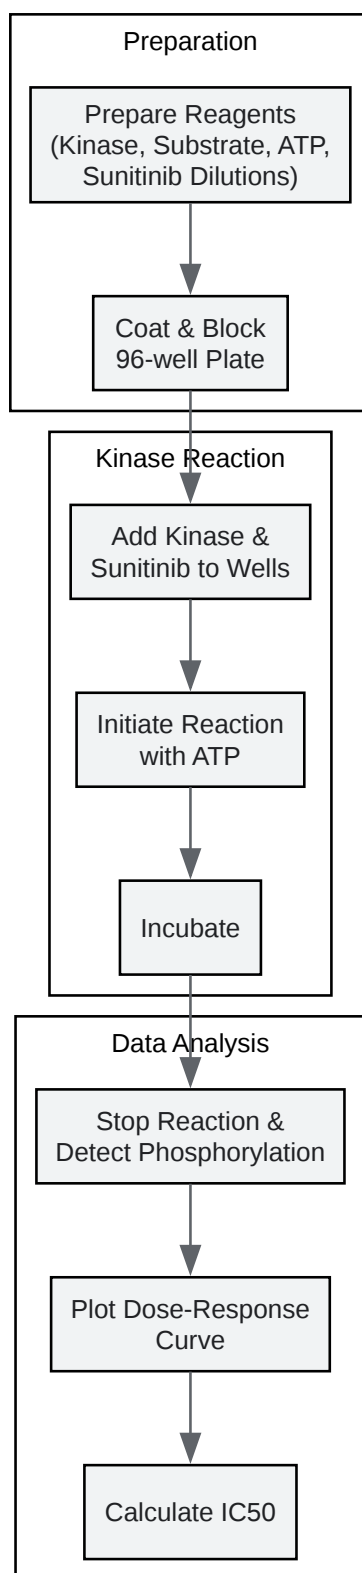 Preparation
Prepare Reagents
(Kinase, Substrate, ATP,
Sunitinib Dilutions)
Coat & Block
96-well Plate
Kinase Reaction
Add Kinase &
Sunitinib to Wells
Initiate Reaction
with ATP
Incubate
Data Analysis
Stop Reaction &
Detect Phosphorylation
Plot Dose-Response
Curve
Calculate IC50